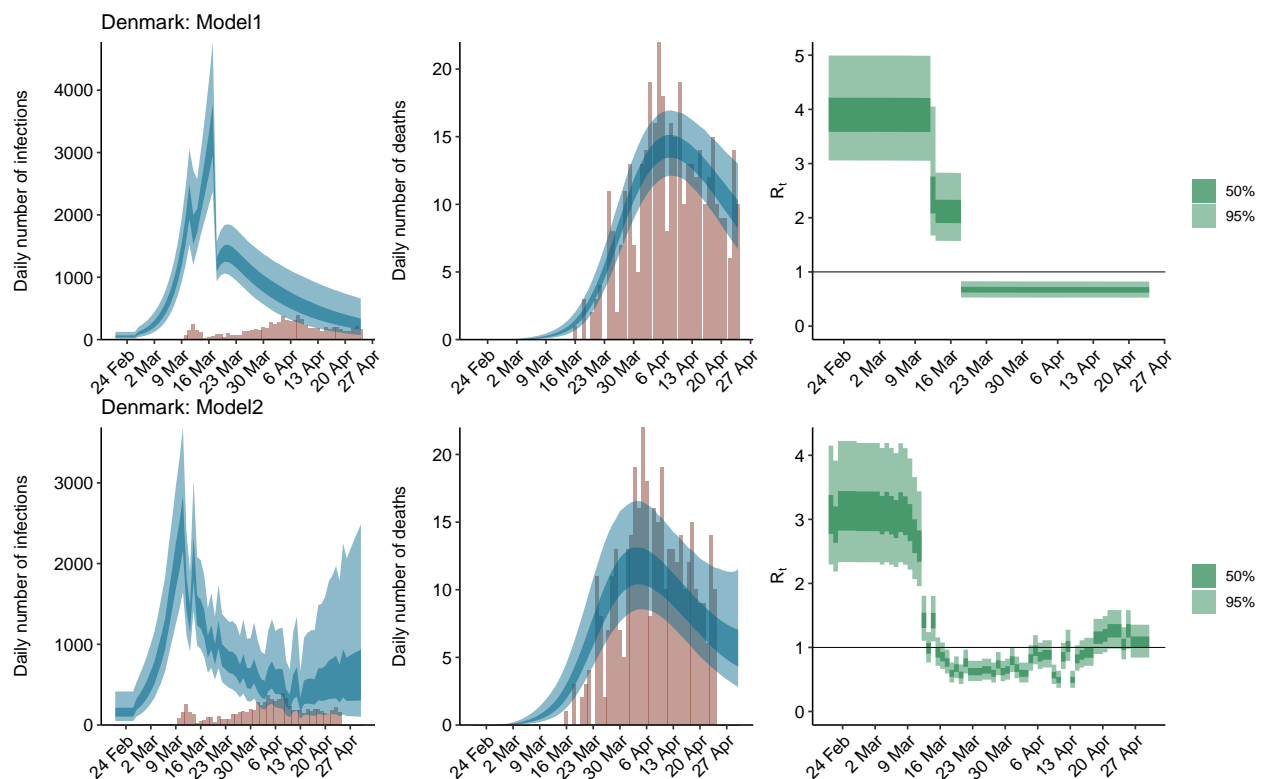 Denmark: Model1
Daily number of infections
4000
3000
2000
1000
0
24 Feb
2 Mar
9 Mar
16 Mar
23 Mar
30 Mar
6 Apr
13 Apr
20 Apr
27 Apr
Daily number of deaths
20
15
10
5
0
24 Feb
2 Mar
9 Mar
16 Mar
23 Mar
30 Mar
6 Apr
13 Apr
20 Apr
27 Apr
Rt
5
4
3
2
1
0
24 Feb
2 Mar
9 Mar
16 Mar
23 Mar
30 Mar
6 Apr
13 Apr
20 Apr
27 Apr
50%
95%
Denmark: Model2
Daily number of infections
3000
2000
1000
0
24 Feb
2 Mar
9 Mar
16 Mar
23 Mar
30 Mar
6 Apr
13 Apr
20 Apr
27 Apr
Daily number of deaths
20
15
10
5
0
24 Feb
2 Mar
9 Mar
16 Mar
23 Mar
30 Mar
6 Apr
13 Apr
20 Apr
27 Apr
Rt
4
3
2
1
0
24 Feb
2 Mar
9 Mar
16 Mar
23 Mar
30 Mar
6 Apr
13 Apr
20 Apr
27 Apr
50%
95%